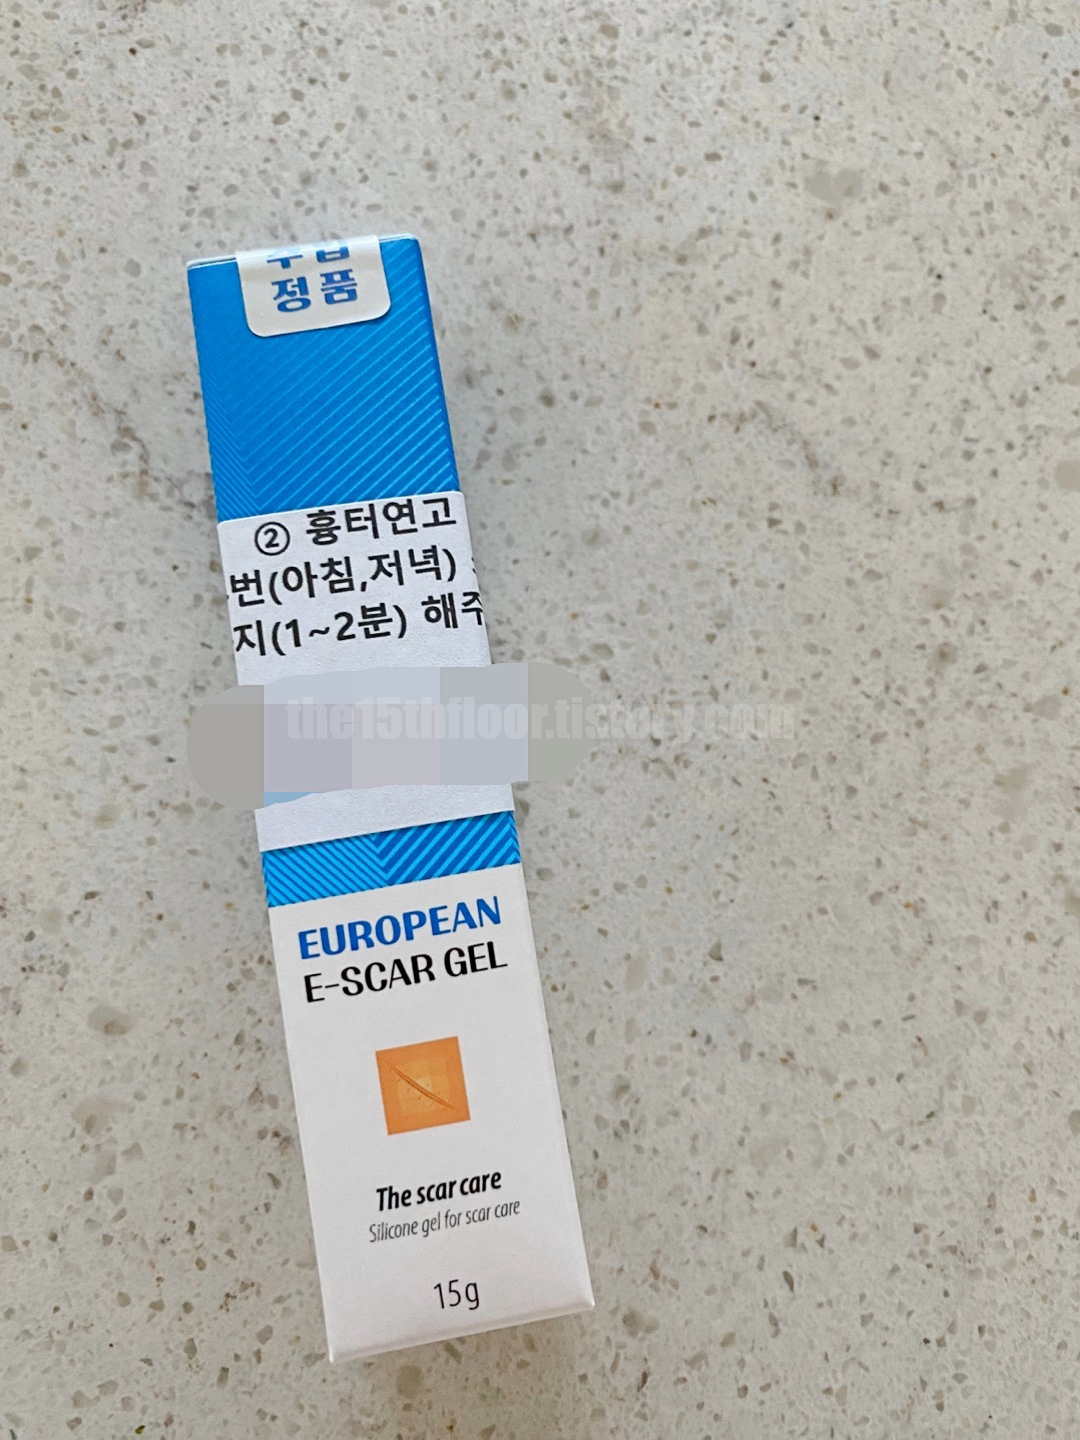 정품
② 흉터연고
번(아침,저녁)
지(1~2분) 해주
the15thfloor.tistory.com
EUROPEAN
E-SCAR GEL
The scar care
Silicone gel for scar care
15g